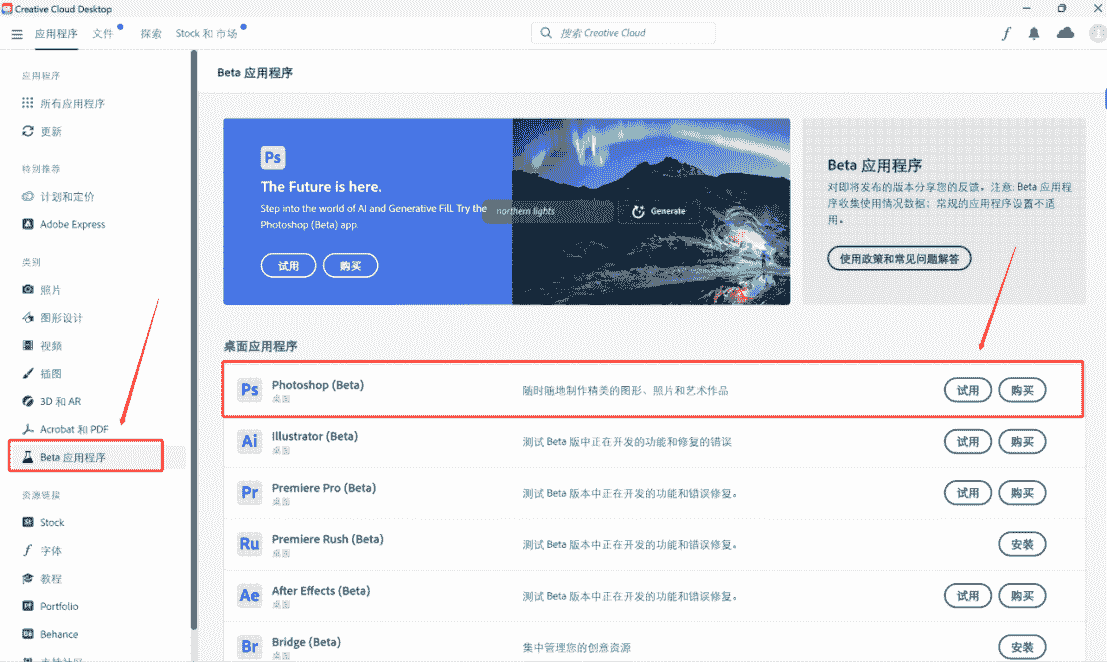 Creative Cloud Desktop
应用程序 文件 探索 Stock 和 市场
搜索 Creative Cloud
应用程序
所有应用程序
更新
特别推荐
计划和定价
Adobe Express
类别
照片
图形设计
视频
插图
3D 和 AR
Acrobat 和 PDF
Beta 应用程序
资源链接
Stock
字体
教程
Portfolio
Behance
Beta 应用程序
Ps
The Future is here.
Step into the world of AI and Generative Fill. Try the
Photoshop (Beta) app
试用 购买
northern lights Generate
Beta 应用程序
对即将发布的版本分享您的反馈。注意: Beta 应用程
序收集使用情况数据；常规的应用程序设置不适
用。
使用政策和常见问题解答
桌面应用程序
Ps Photoshop (Beta) 随时随地制作精美的图形、照片和艺术作品 试用 购买
桌面
Ai Illustrator (Beta) 测试 Beta 版中正在开发的功能和修复的错误 试用 购买
桌面
Pr Premiere Pro (Beta) 测试 Beta 版本中正在开发的功能和错误修复。 试用 购买
桌面
Ru Premiere Rush (Beta) 测试 Beta 版本中正在开发的功能和错误修复。 安装
桌面
Ae After Effects (Beta) 测试 Beta 版本中正在开发的功能和错误修复。 试用 购买
桌面
Br Bridge (Beta) 集中管理您的创意资源 安装
桌面